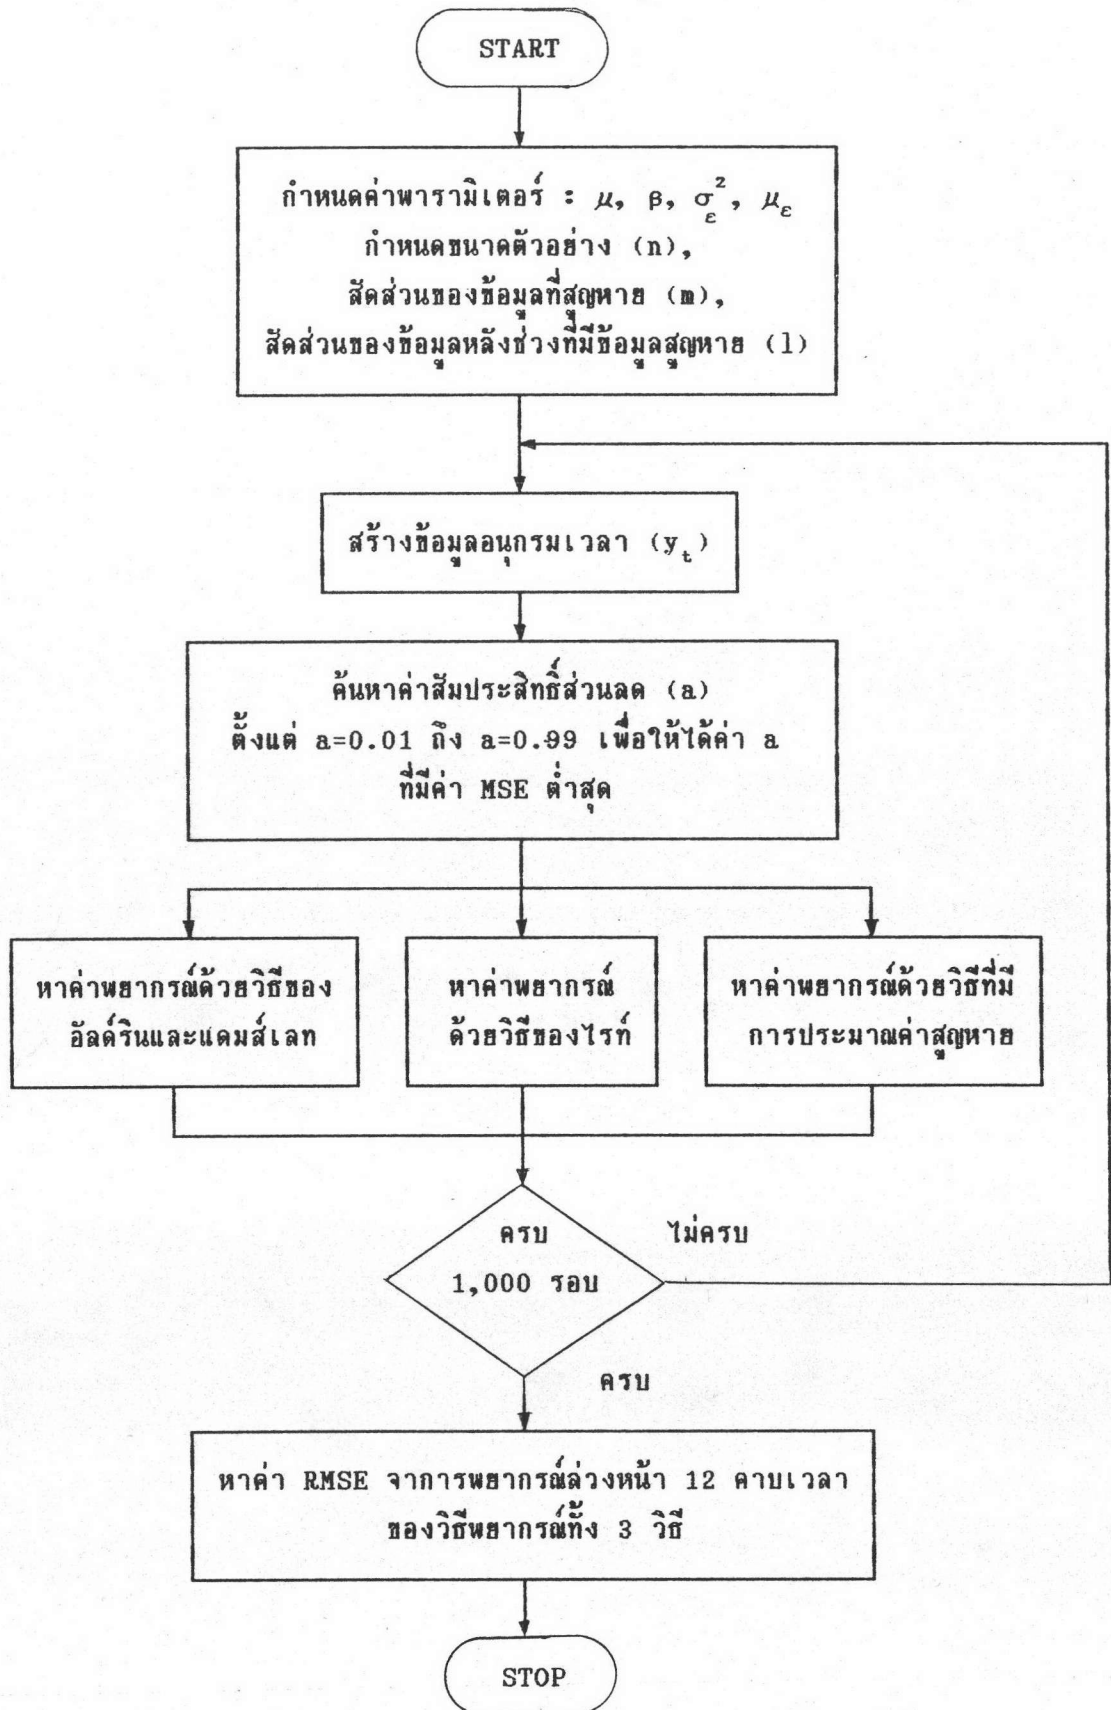 START
กำหนดค่าพารามิเตอร์ : μ, β, σ²_ε, μ_ε
กำหนดขนาดตัวอย่าง (n),
สัดส่วนของข้อมูลที่สูญหาย (m),
สัดส่วนของข้อมูลหลังช่วงที่มีข้อมูลสูญหาย (l)
สร้างข้อมูลอนุกรมเวลา (y_t)
ค้นหาค่าสัมประสิทธิ์ส่วนลด (a)
ตั้งแต่ a=0.01 ถึง a=0.99 เพื่อให้ได้ค่า a
ที่มีค่า MSE ต่ำสุด
หาค่าพยากรณ์ด้วยวิธีของ
อัลด์รินและแดมส์เลท
หาค่าพยากรณ์
ด้วยวิธีของไรท์
หาค่าพยากรณ์ด้วยวิธีที่มี
การประมาณค่าสูญหาย
ครบ
1,000 รอบ
ไม่ครบ
ครบ
หาค่า RMSE จาการพยากรณ์ล่วงหน้า 12 คาบเวลา
ของวิธีพยากรณ์ทั้ง 3 วิธี
STOP